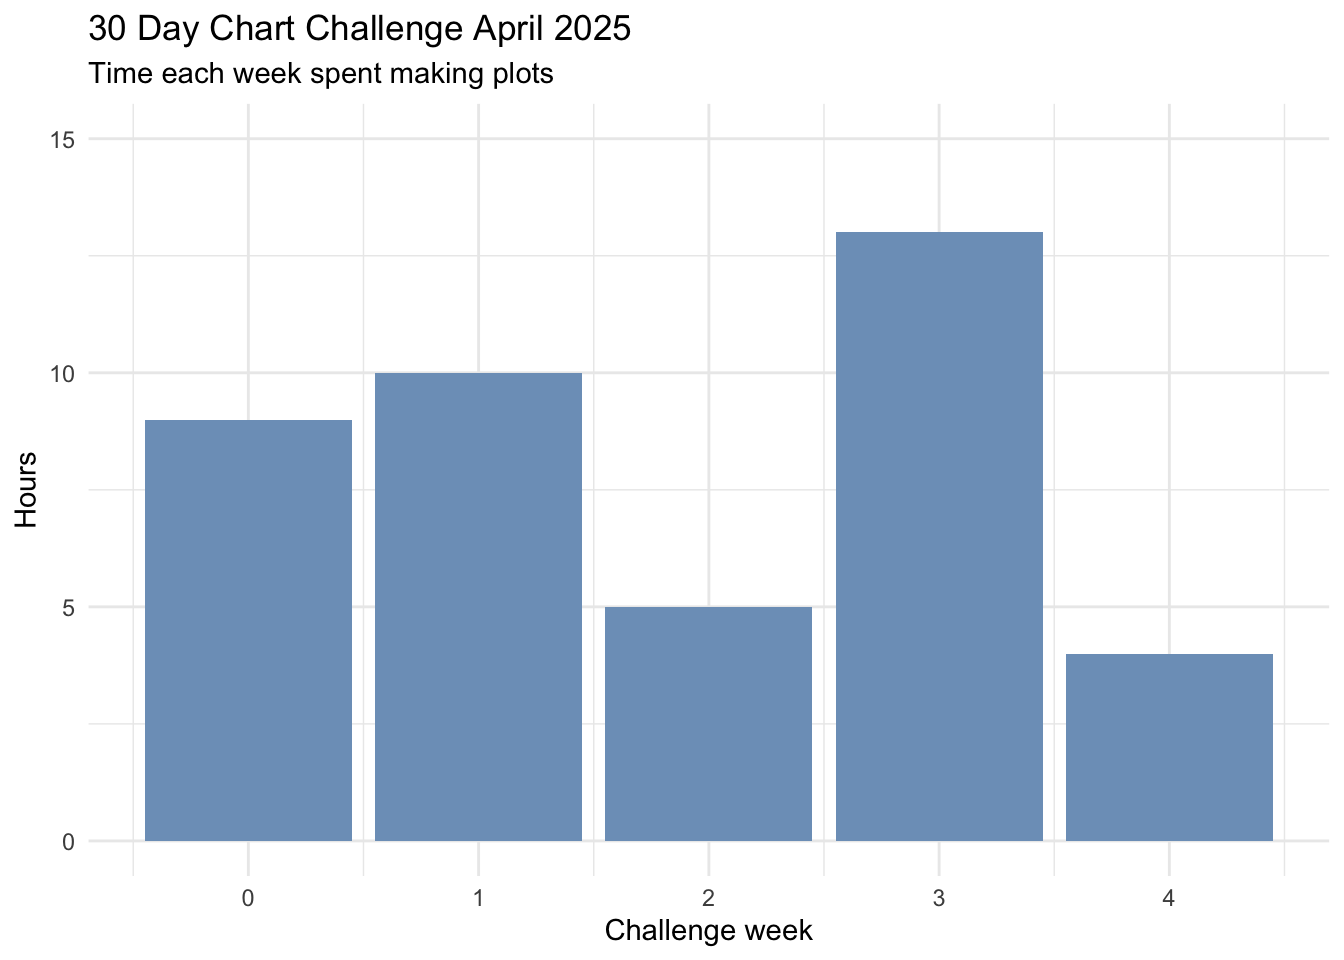 30 Day Chart Challenge April 2025
Time each week spent making plots
15
10
5
0
Hours
0 1 2 3 4
Challenge week